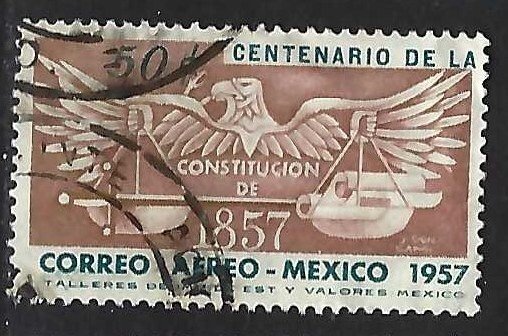 50
CENTENARIO DE LA
CONSTITUCION
DE
1857
CORREO AEREO - MEXICO 1957
TALLERES DE EST Y VALORES MEXICO